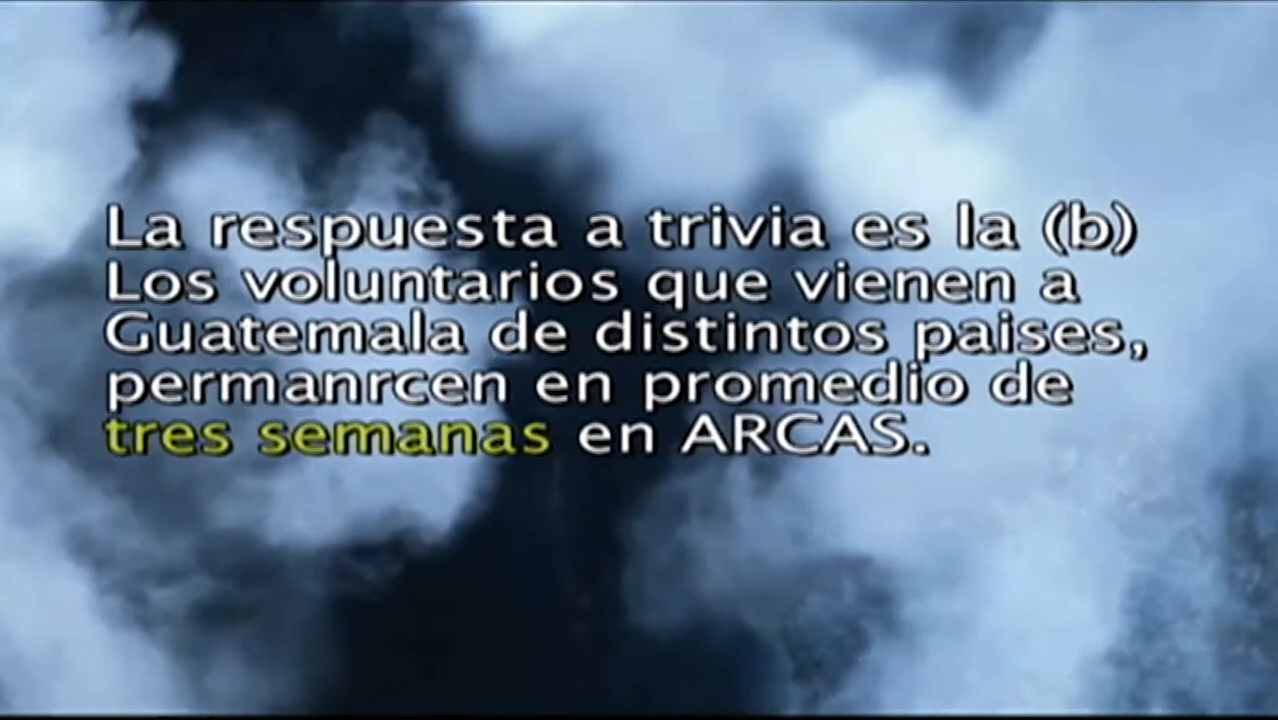 La respuesta a trivia es la (b)
Los voluntarios que vienen a
Guatemala de distintos paises,
permanrcen en promedio de
tres semanas en ARCAS.